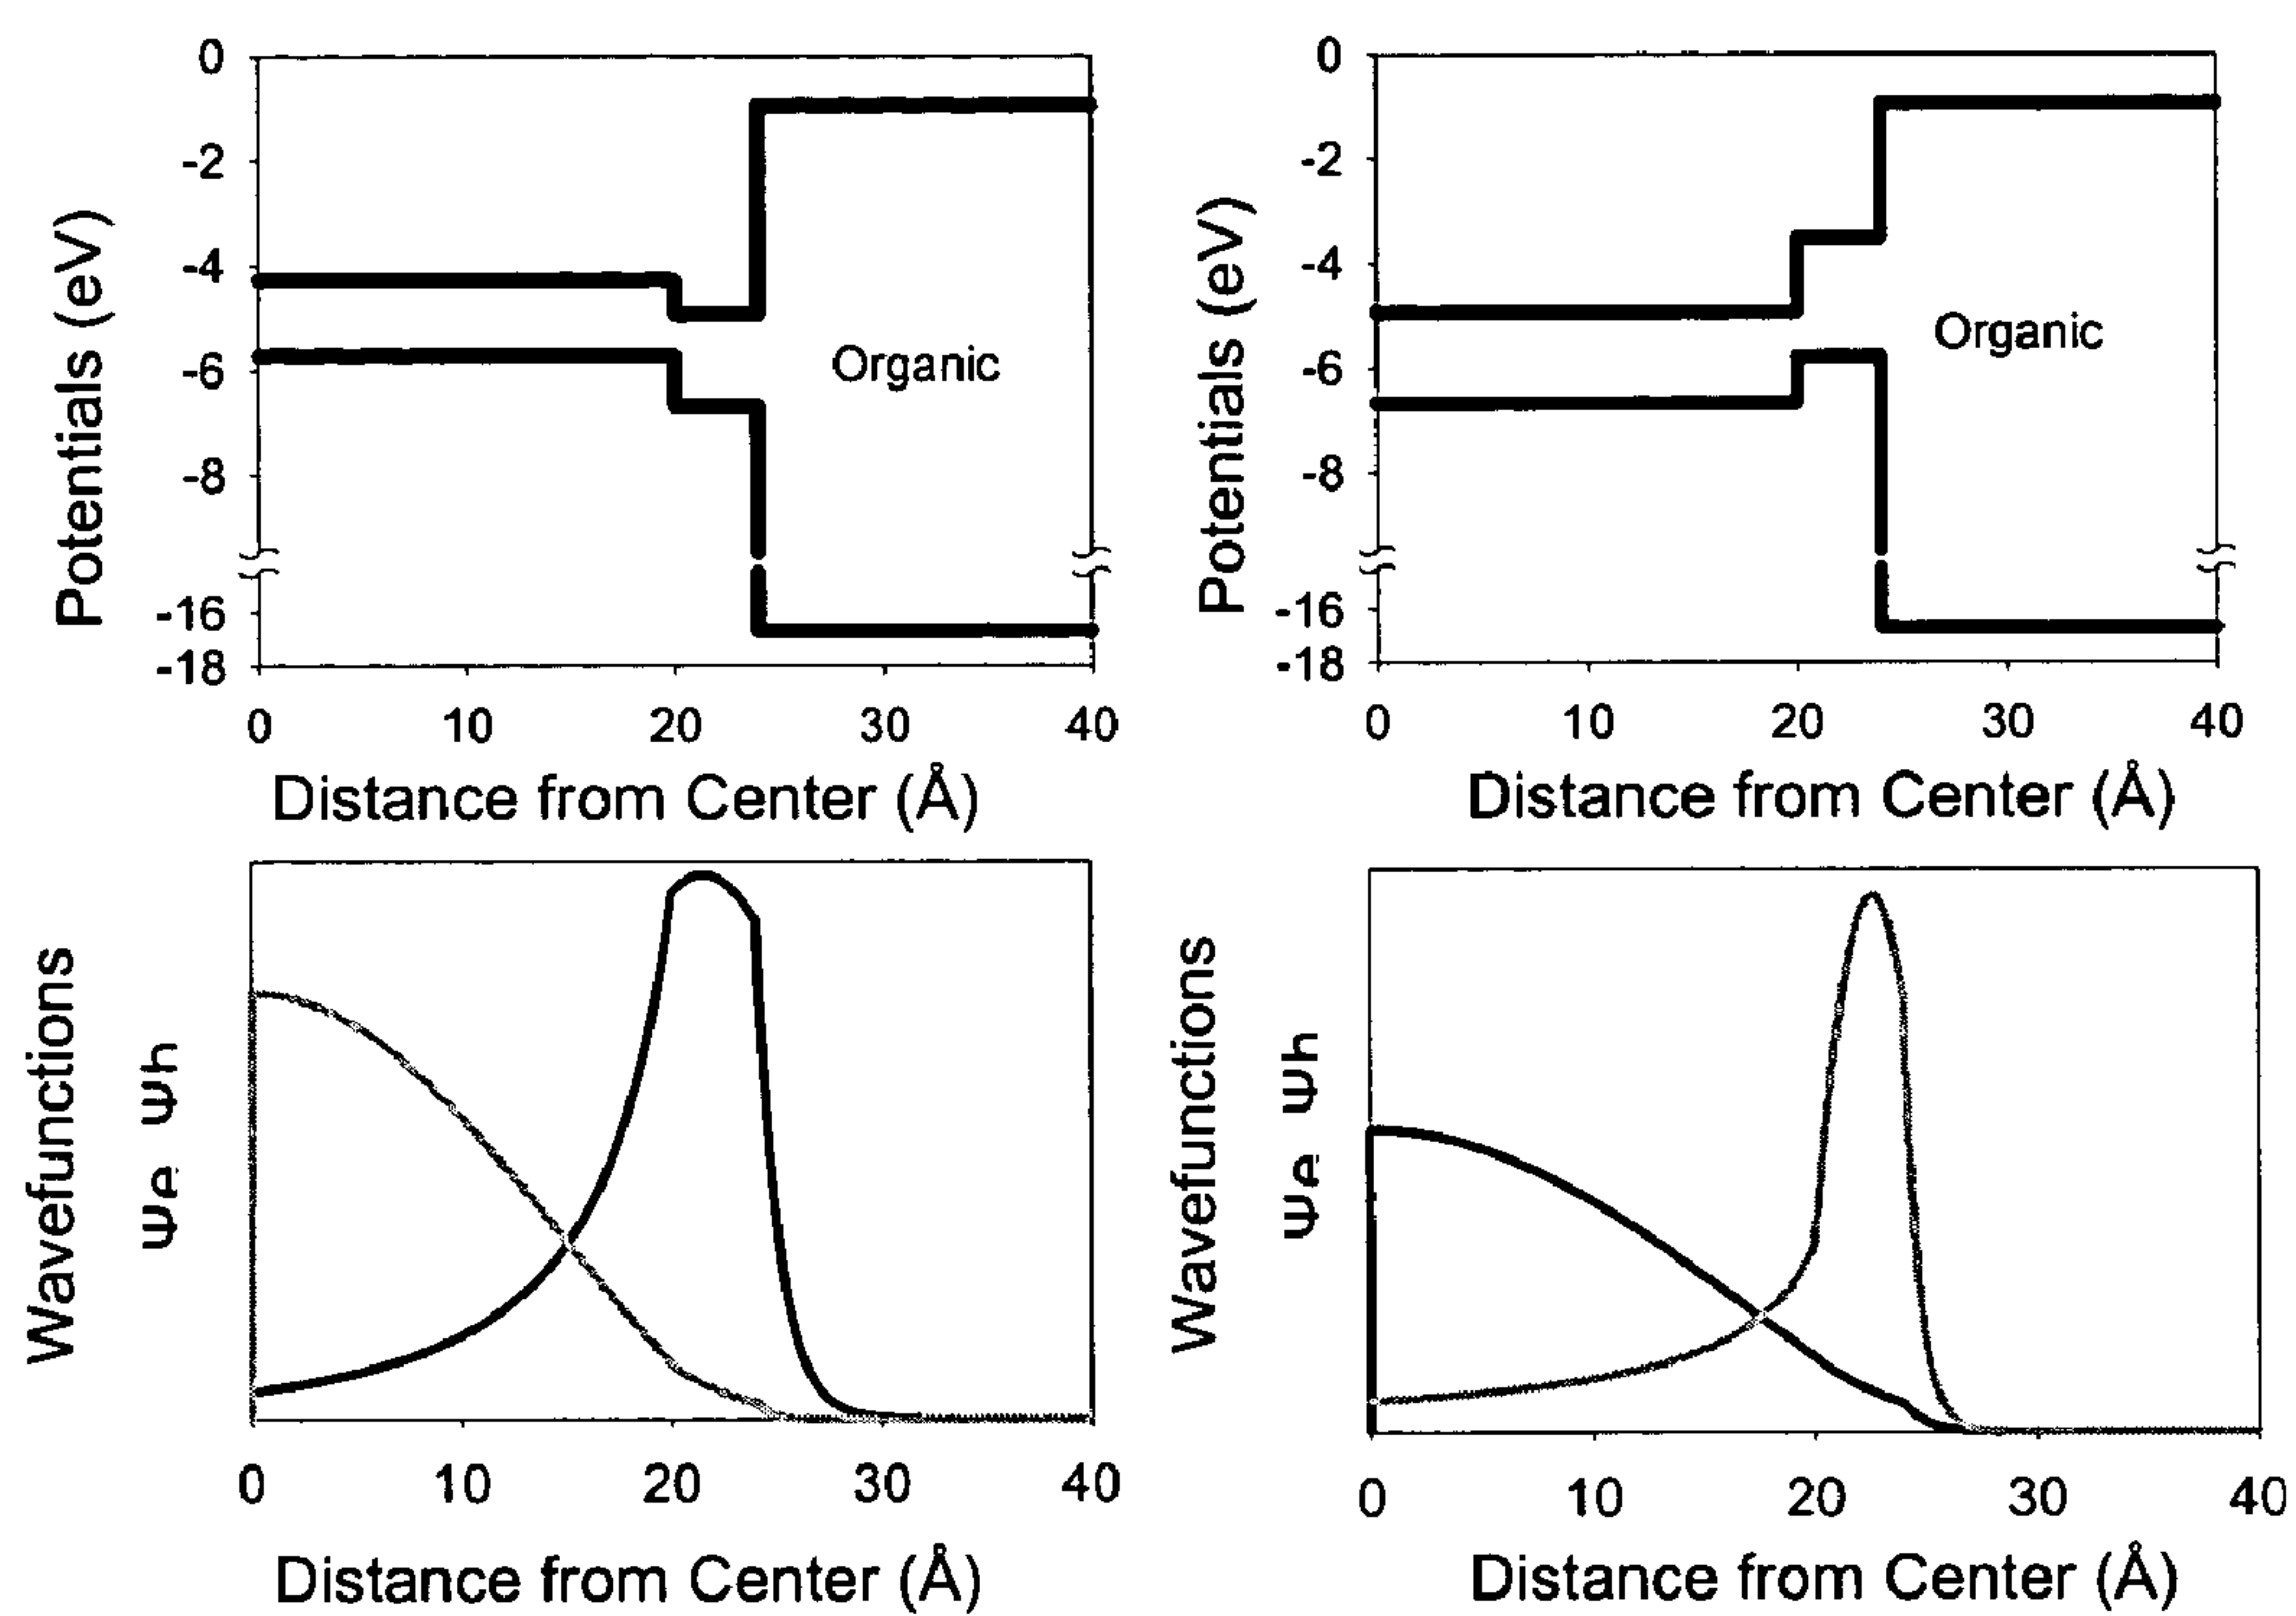 0
-2
-4
-6
-8
-16
-18
Potentials (eV)
Organic
0 10 20 30 40
Distance from Center (Å)
0
-2
-4
-6
-8
-16
-18
Potentials (eV)
Organic
0 10 20 30 40
Distance from Center (Å)
Wavefunctions
Ψe Ψh
0 10 20 30 40
Distance from Center (Å)
Wavefunctions
Ψe Ψh
0 10 20 30 40
Distance from Center (Å)